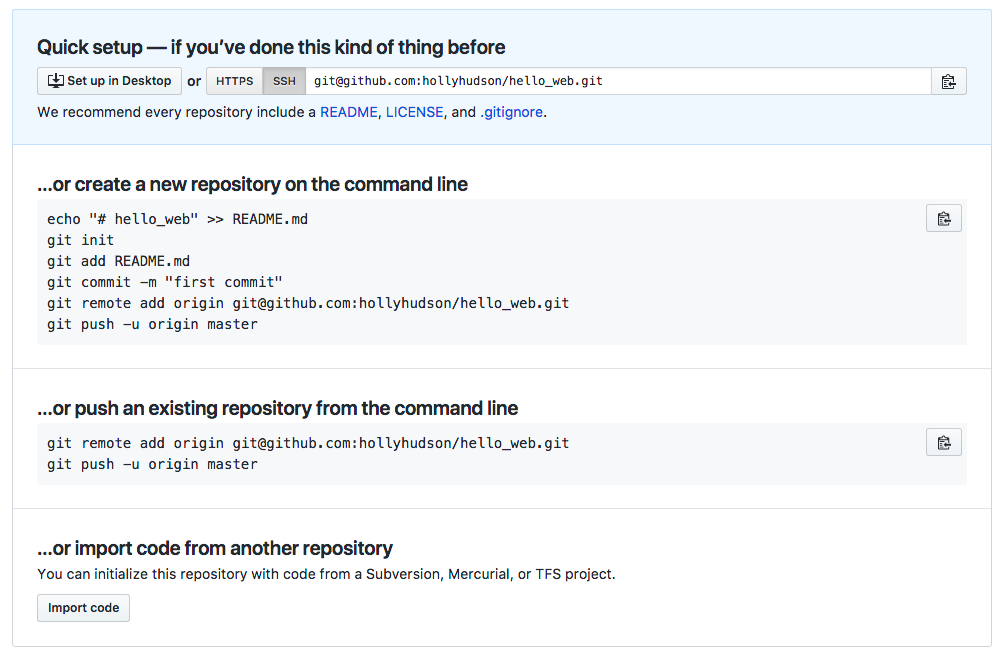 Quick setup — if you’ve done this kind of thing before
Set up in Desktop or HTTPS SSH git@github.com:hollyhudson/hello_web.git
We recommend every repository include a README, LICENSE, and .gitignore.
…or create a new repository on the command line
echo "# hello_web" >> README.md
git init
git add README.md
git commit -m "first commit"
git remote add origin git@github.com:hollyhudson/hello_web.git
git push -u origin master
…or push an existing repository from the command line
git remote add origin git@github.com:hollyhudson/hello_web.git
git push -u origin master
…or import code from another repository
You can initialize this repository with code from a Subversion, Mercurial, or TFS project.
Import code